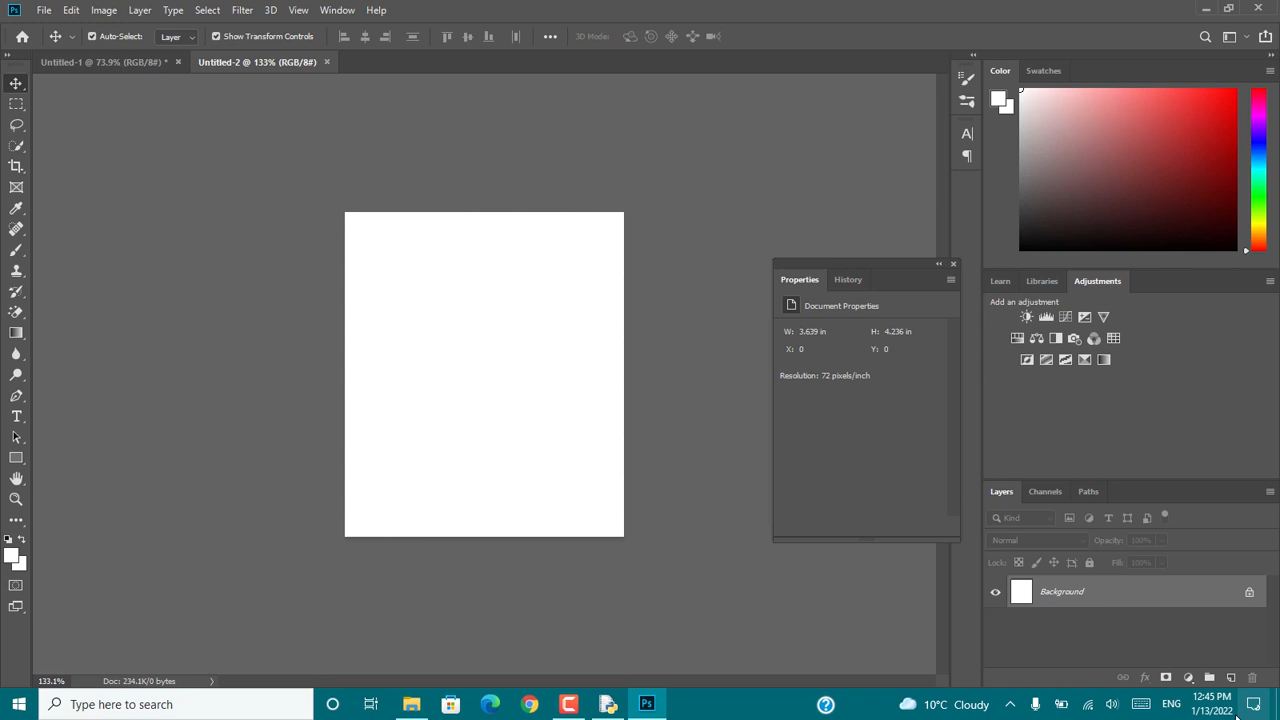 Ps File Edit Image Layer Type Select Filter 3D View Window Help
Auto-Select: Layer Show Transform Controls 3D Mode:
Untitled-1 @ 73.9% (RGB/8#) * Untitled-2 @ 133% (RGB/8#)
Color Swatches
Properties History
Document Properties
W: 3.639 in H: 4.236 in
X: 0 Y: 0
Resolution: 72 pixels/inch
Learn Libraries Adjustments
Add an adjustment
Layers Channels Paths
Kind
Normal Opacity: 100%
Lock: Fill: 100%
Background
fx
133.1% Doc: 234.1K/0 bytes
Type here to search Ps 10°C Cloudy ENG
12:45 PM
1/13/2022